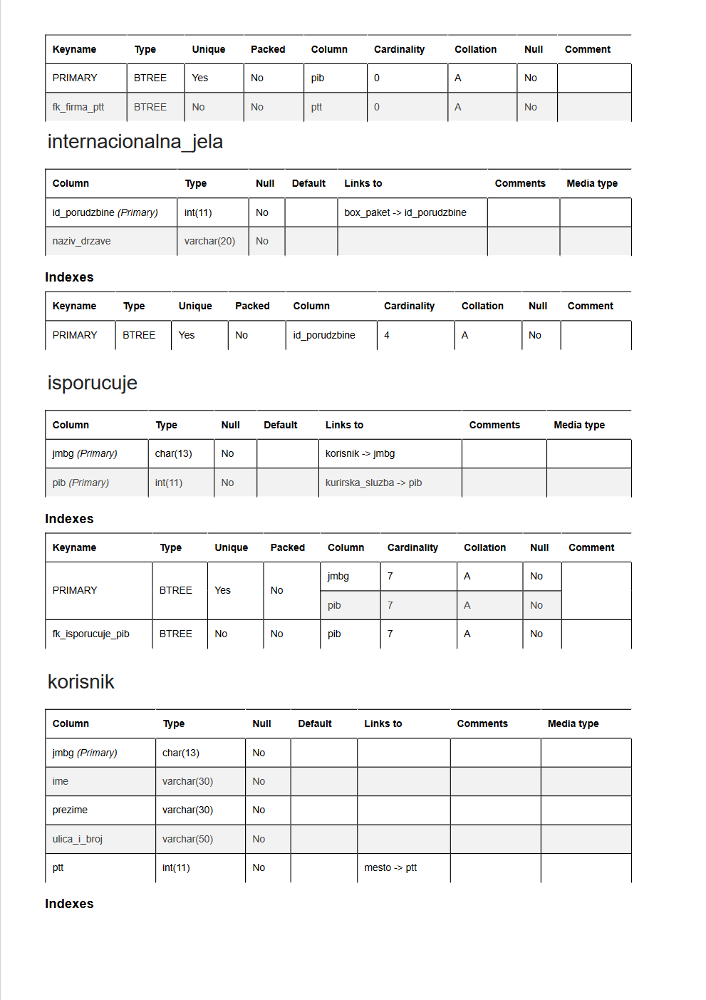 Keyname Type Unique Packed Column Cardinality Collation Null Comment
PRIMARY BTREE Yes No pib 0 A No
fk_firma_ptt BTREE No No ptt 0 A No
internacionalna_jela
Column Type Null Default Links to Comments Media type
id_porudzbine (Primary) int(11) No box_paket -> id_porudzbine
naziv_drzave varchar(20) No
Indexes
Keyname Type Unique Packed Column Cardinality Collation Null Comment
PRIMARY BTREE Yes No id_porudzbine 4 A No
isporucuje
Column Type Null Default Links to Comments Media type
jmbg (Primary) char(13) No korisnik -> jmbg
pib (Primary) int(11) No kurirska_sluzba -> pib
Indexes
Keyname Type Unique Packed Column Cardinality Collation Null Comment
PRIMARY BTREE Yes No jmbg 7 A No
pib 7 A No
fk_isporucuje_pib BTREE No No pib 7 A No
korisnik
Column Type Null Default Links to Comments Media type
jmbg (Primary) char(13) No
ime varchar(30) No
prezime varchar(30) No
ulica_i_broj varchar(50) No
ptt int(11) No mesto -> ptt
Indexes